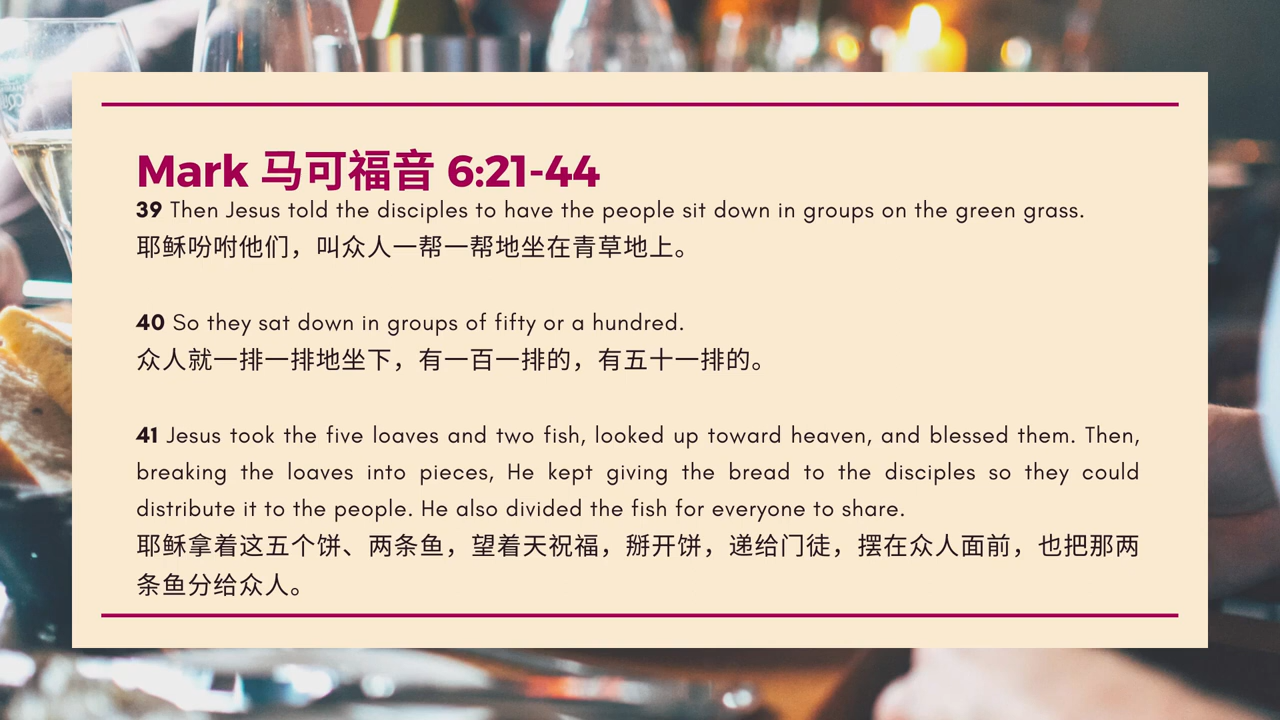 Mark 马可福音 6:21-44
39 Then Jesus told the disciples to have the people sit down in groups on the green grass.
耶稣吩咐他们，叫众人一帮一帮地坐在青草地上。
40 So they sat down in groups of fifty or a hundred.
众人就一排一排地坐下，有一百一排的，有五十一排的。
41 Jesus took the five loaves and two fish, looked up toward heaven, and blessed them. Then,
breaking the loaves into pieces, He kept giving the bread to the disciples so they could
distribute it to the people. He also divided the fish for everyone to share.
耶稣拿着这五个饼、两条鱼，望着天祝福，掰开饼，递给门徒，摆在众人面前，也把那两
条鱼分给众人。